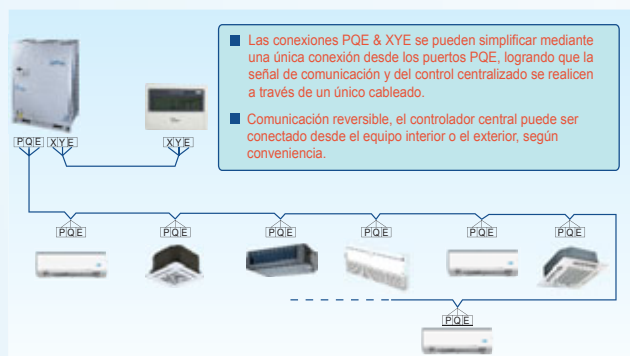 Las conexiones PQE & XYE se pueden simplificar mediante
una única conexión desde los puertos PQE, logrando que la
señal de comunicación y del control centralizado se realicen
a través de un único cableado.
Comunicación reversible, el controlador central puede ser
conectado desde el equipo interior o el exterior, según
conveniencia.
PQE XYE XYE
PQE PQE PQE PQE PQE PQE
PQE